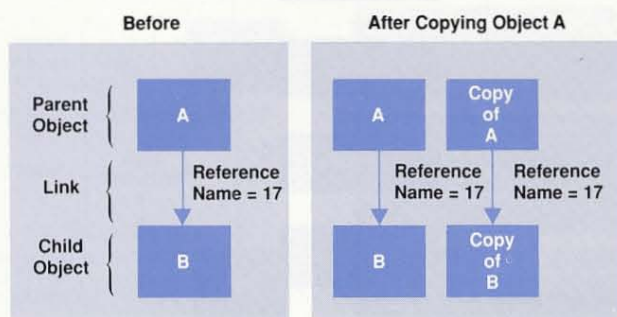 Before
Parent
Object
A
Link
Reference
Name = 17
Child
Object
B
After Copying Object A
A
Copy
of
A
Reference
Name = 17
Reference
Name = 17
B
Copy
of
B